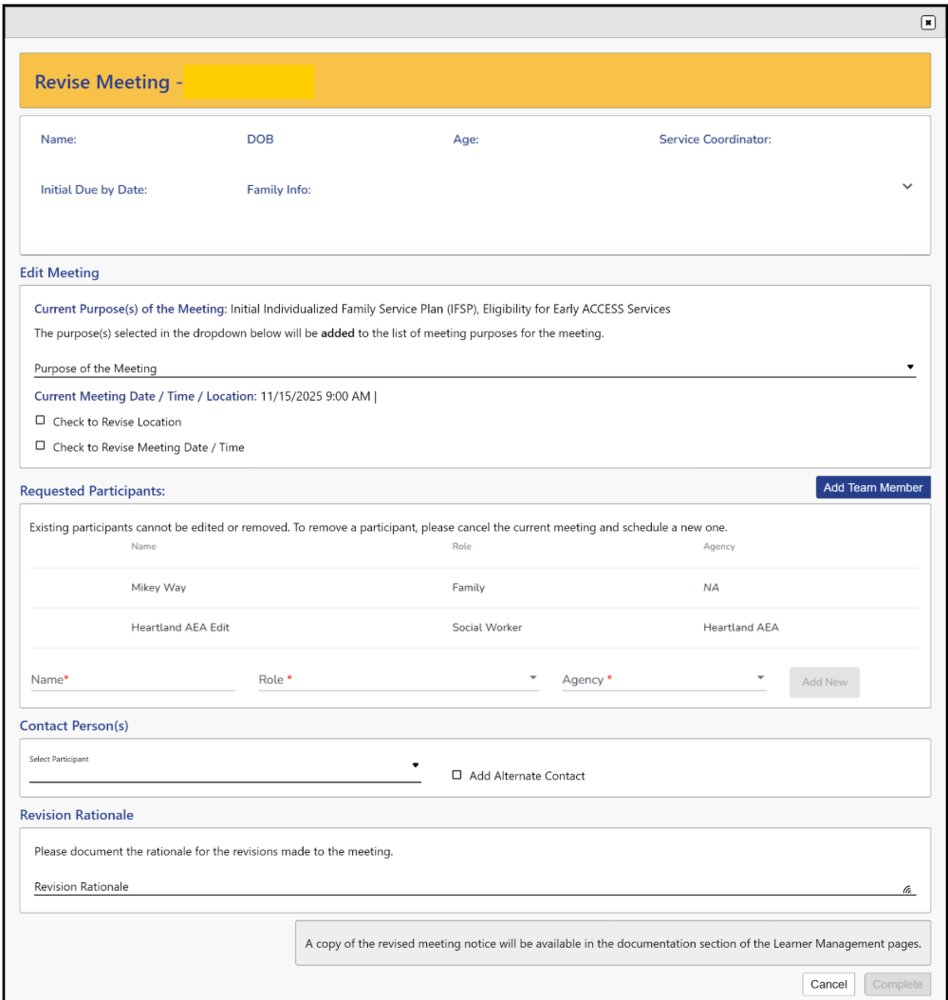 Revise Meeting -
Name: DOB Age: Service Coordinator:
Initial Due by Date: Family Info:
Edit Meeting
Current Purpose(s) of the Meeting: Initial Individualized Family Service Plan (IFSP), Eligibility for Early ACCESS Services
The purpose(s) selected in the dropdown below will be added to the list of meeting purposes for the meeting.
Purpose of the Meeting
Current Meeting Date / Time / Location: 11/15/2025 9:00 AM |
Check to Revise Location
Check to Revise Meeting Date / Time
Requested Participants: Add Team Member
Existing participants cannot be edited or removed. To remove a participant, please cancel the current meeting and schedule a new one.
Name Role Agency
Mikey Way Family NA
Heartland AEA Edit Social Worker Heartland AEA
Name* Role * Agency * Add New
Contact Person(s)
Select Participant
Add Alternate Contact
Revision Rationale
Please document the rationale for the revisions made to the meeting.
Revision Rationale
A copy of the revised meeting notice will be available in the documentation section of the Learner Management pages.
Cancel Complete